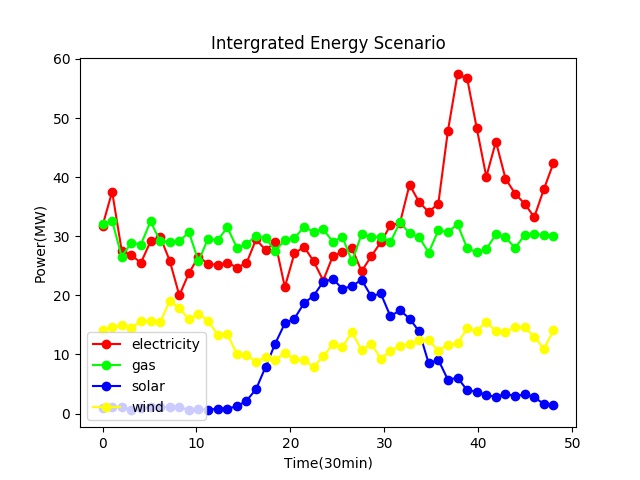 Intergrated Energy Scenario
Power(MW)
60
50
40
30
20
10
0
electricity
gas
solar
wind
0 10 20 30 40 50
Time(30min)